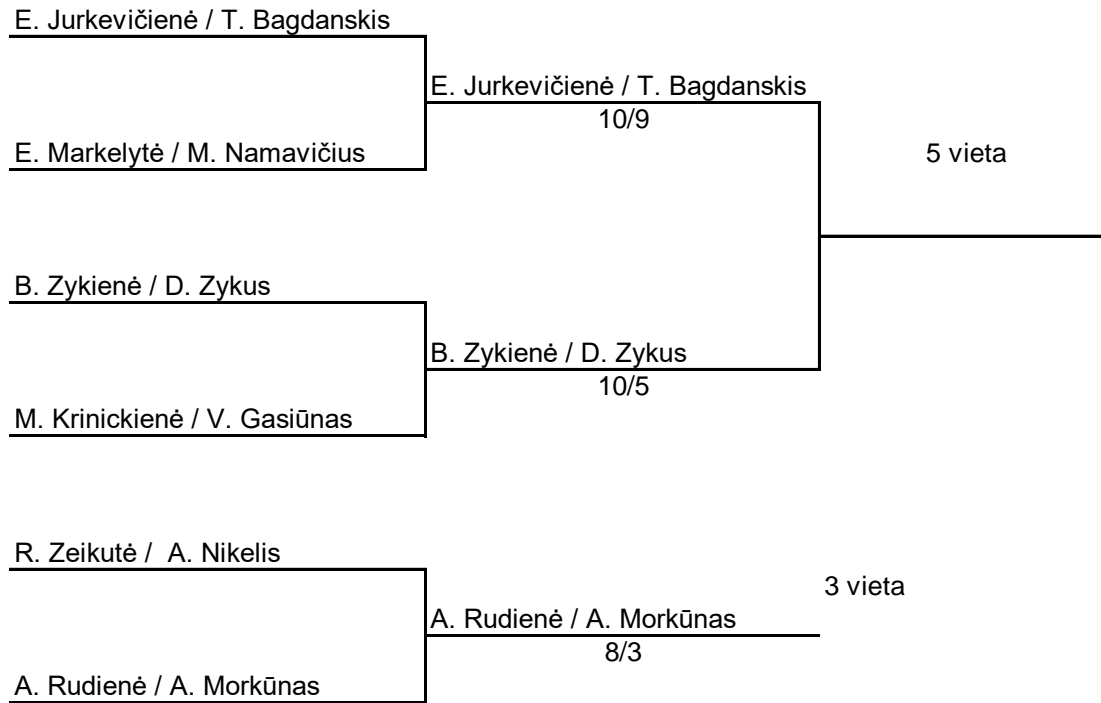 E. Jurkevičienė / T. Bagdanskis
E. Jurkevičienė / T. Bagdanskis
10/9
E. Markelytė / M. Namavičius
5 vieta
B. Zykienė / D. Zykus
B. Zykienė / D. Zykus
10/5
M. Krinickienė / V. Gasiūnas
R. Zeikutė / A. Nikelis
3 vieta
A. Rudienė / A. Morkūnas
8/3
A. Rudienė / A. Morkūnas